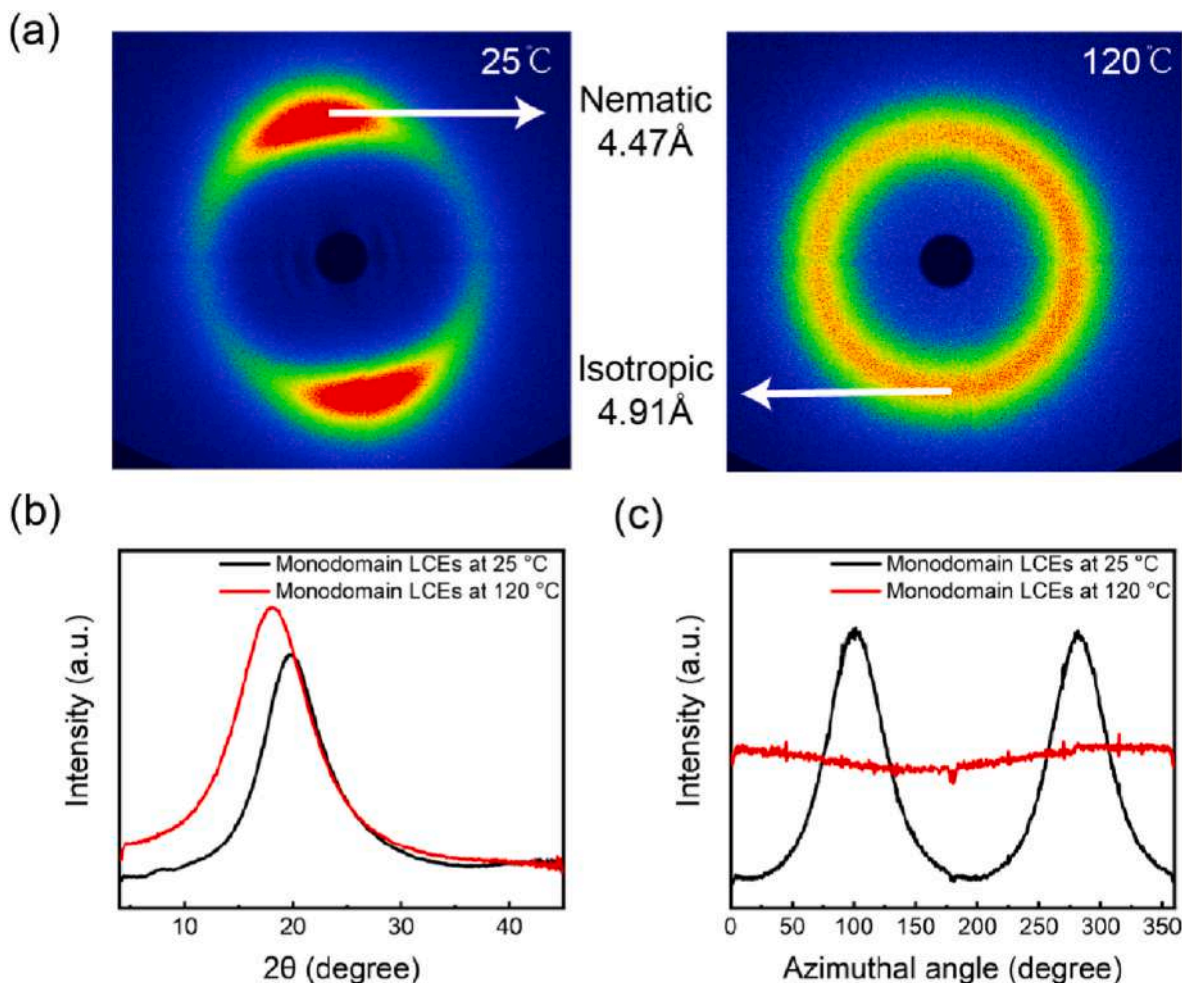 (a)
25℃
120℃
Nematic
4.47Å
Isotropic
4.91Å
(b)
(c)
Monodomain LCEs at 25 °C
Monodomain LCEs at 120 °C
Intensity (a.u.)
10
20
30
40
2θ (degree)
Monodomain LCEs at 25 °C
Monodomain LCEs at 120 °C
Intensity (a.u.)
0
50
100
150
200
250
300
350
Azimuthal angle (degree)